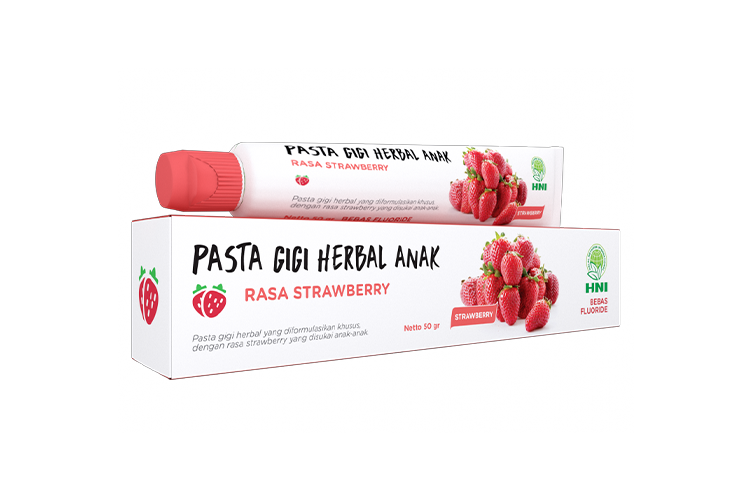 PASTA GIGI HERBAL ANAK
RASA STRAWBERRY
Pasta gigi herbal yang diformulasikan khusus,
dengan rasa strawberry yang disukai anak-anak.
Netto 50 gr BEBAS FLUORIDE
STRAWBERRY
HNI
PASTA GIGI HERBAL ANAK
RASA STRAWBERRY
Pasta gigi herbal yang diformulasikan khusus,
dengan rasa strawberry yang disukai anak-anak.
Netto 50 gr
STRAWBERRY
HNI
BEBAS
FLUORIDE